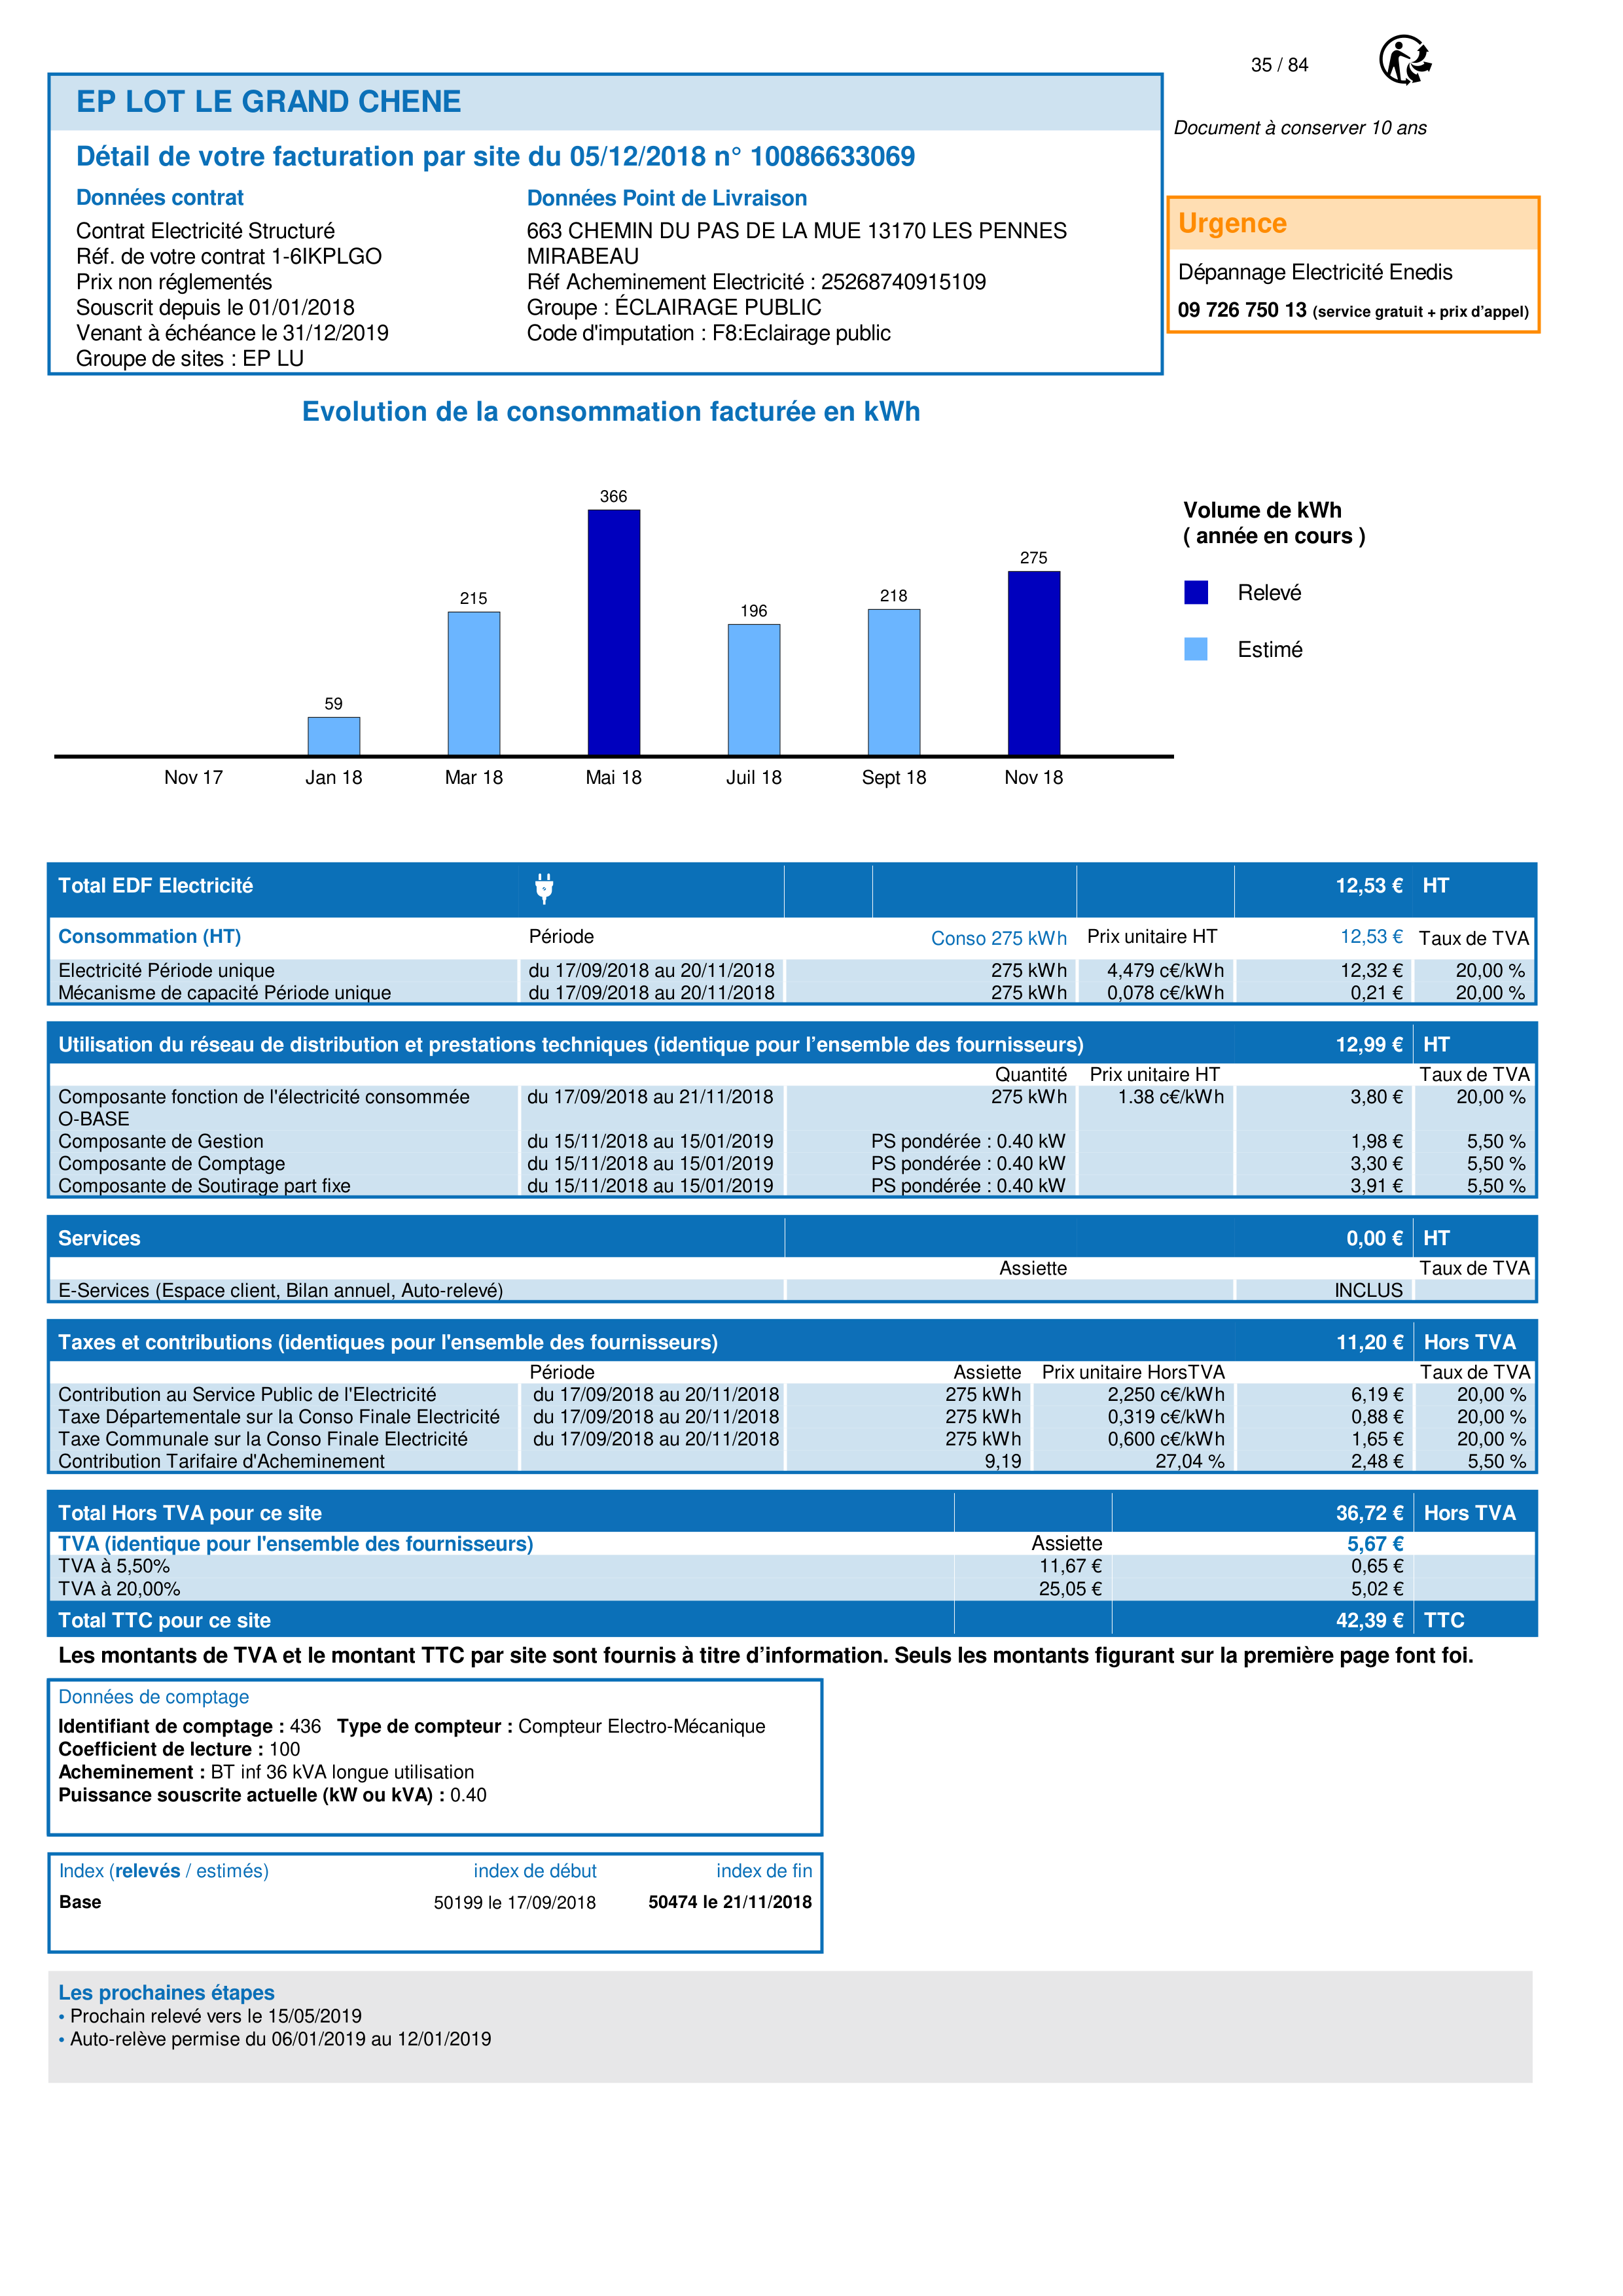 35 / 84
EP LOT LE GRAND CHENE
Document à conserver 10 ans
Détail de votre facturation par site du 05/12/2018 n° 10086633069
Données contrat
Contrat Electricité Structuré
Réf. de votre contrat 1-6IKPLGO
Prix non réglementés
Souscrit depuis le 01/01/2018
Venant à échéance le 31/12/2019
Groupe de sites : EP LU
Données Point de Livraison
663 CHEMIN DU PAS DE LA MUE 13170 LES PENNES
MIRABEAU
Réf Acheminement Electricité : 25268740915109
Groupe : ÉCLAIRAGE PUBLIC
Code d'imputation : F8:Eclairage public
Urgence
Dépannage Electricité Enedis
09 726 750 13 (service gratuit + prix d’appel)
Evolution de la consommation facturée en kWh
59
215
366
196
218
275
Nov 17 Jan 18 Mar 18 Mai 18 Juil 18 Sept 18 Nov 18
Volume de kWh
( année en cours )
Relevé
Estimé
Total EDF Electricité 12,53 € HT
Consommation (HT) Période Conso 275 kWh Prix unitaire HT 12,53 € Taux de TVA
Electricité Période unique du 17/09/2018 au 20/11/2018 275 kWh 4,479 c€/kWh 12,32 € 20,00 %
Mécanisme de capacité Période unique du 17/09/2018 au 20/11/2018 275 kWh 0,078 c€/kWh 0,21 € 20,00 %
Utilisation du réseau de distribution et prestations techniques (identique pour l’ensemble des fournisseurs) 12,99 € HT
Quantité Prix unitaire HT Taux de TVA
Composante fonction de l'électricité consommée du 17/09/2018 au 21/11/2018 275 kWh 1.38 c€/kWh 3,80 € 20,00 %
O-BASE
Composante de Gestion du 15/11/2018 au 15/01/2019 PS pondérée : 0.40 kW 1,98 € 5,50 %
Composante de Comptage du 15/11/2018 au 15/01/2019 PS pondérée : 0.40 kW 3,30 € 5,50 %
Composante de Soutirage part fixe du 15/11/2018 au 15/01/2019 PS pondérée : 0.40 kW 3,91 € 5,50 %
Services 0,00 € HT
Assiette Taux de TVA
E-Services (Espace client, Bilan annuel, Auto-relevé) INCLUS
Taxes et contributions (identiques pour l'ensemble des fournisseurs) 11,20 € Hors TVA
Période Assiette Prix unitaire HorsTVA Taux de TVA
Contribution au Service Public de l'Electricité du 17/09/2018 au 20/11/2018 275 kWh 2,250 c€/kWh 6,19 € 20,00 %
Taxe Départementale sur la Conso Finale Electricité du 17/09/2018 au 20/11/2018 275 kWh 0,319 c€/kWh 0,88 € 20,00 %
Taxe Communale sur la Conso Finale Electricité du 17/09/2018 au 20/11/2018 275 kWh 0,600 c€/kWh 1,65 € 20,00 %
Contribution Tarifaire d'Acheminement 9,19 27,04 % 2,48 € 5,50 %
Total Hors TVA pour ce site 36,72 € Hors TVA
TVA (identique pour l'ensemble des fournisseurs) Assiette 5,67 €
TVA à 5,50% 11,67 € 0,65 €
TVA à 20,00% 25,05 € 5,02 €
Total TTC pour ce site 42,39 € TTC
Les montants de TVA et le montant TTC par site sont fournis à titre d’information. Seuls les montants figurant sur la première page font foi.
Données de comptage
Identifiant de comptage : 436 Type de compteur : Compteur Electro-Mécanique
Coefficient de lecture : 100
Acheminement : BT inf 36 kVA longue utilisation
Puissance souscrite actuelle (kW ou kVA) : 0.40
Index (relevés / estimés) index de début index de fin
Base 50199 le 17/09/2018 50474 le 21/11/2018
Les prochaines étapes
• Prochain relevé vers le 15/05/2019
• Auto-relève permise du 06/01/2019 au 12/01/2019